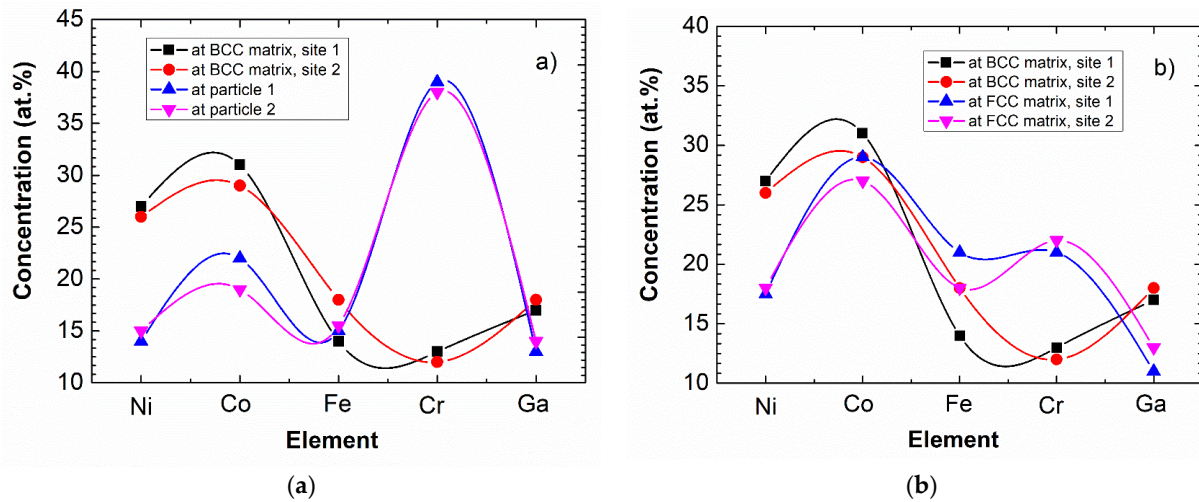 45
40
35
30
25
20
15
10
Concentration (at.%)
at BCC matrix, site 1
at BCC matrix, site 2
at particle 1
at particle 2
a)
Ni Co Fe Cr Ga
Element
(a)
40
35
30
25
20
15
10
Concentration (at.%)
at BCC matrix, site 1
at BCC matrix, site 2
at FCC matrix, site 1
at FCC matrix, site 2
b)
Ni Co Fe Cr Ga
Element
(b)